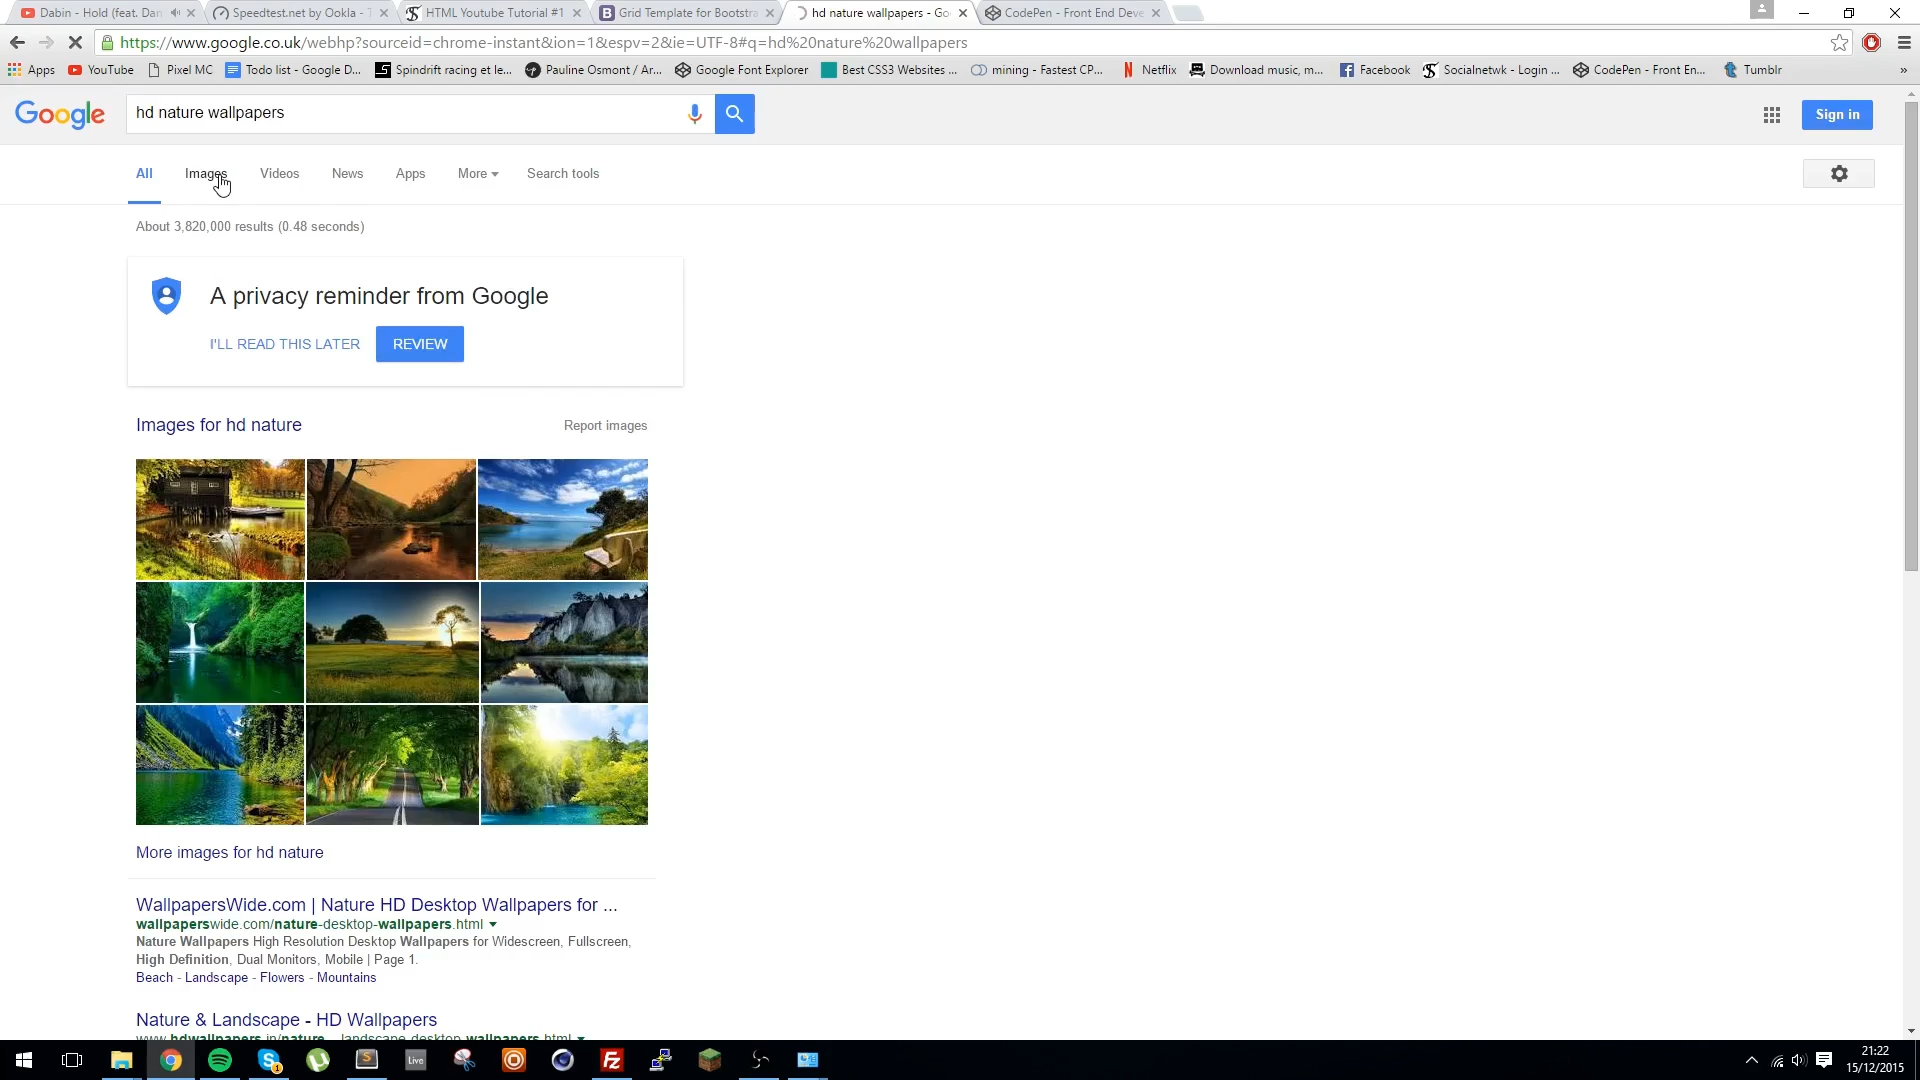 Dabin - Hold (feat. Dan
Speedtest.net by Ookla - T
HTML Youtube Tutorial #1
Grid Template for Bootstra
hd nature wallpapers - Go
CodePen - Front End Deve
https://www.google.co.uk/webhp?sourceid=chrome-instant&ion=1&espv=2&ie=UTF-8#q=hd%20nature%20wallpapers
Apps
YouTube
Pixel MC
Todo list - Google D...
Spindrift racing et le...
Pauline Osmont / Ar...
Google Font Explorer
Best CSS3 Websites ...
mining - Fastest CP...
Netflix
Download music, m...
Facebook
Socialnetwk - Login ...
CodePen - Front En...
Tumblr
»
Google
hd nature wallpapers
Sign in
All
Images
Videos
News
Apps
More
Search tools
About 3,820,000 results (0.48 seconds)
A privacy reminder from Google
I'LL READ THIS LATER
REVIEW
Images for hd nature
Report images
More images for hd nature
WallpapersWide.com | Nature HD Desktop Wallpapers for ...
wallpaperswide.com/nature-desktop-wallpapers.html
Nature Wallpapers High Resolution Desktop Wallpapers for Widescreen, Fullscreen,
High Definition, Dual Monitors, Mobile | Page 1.
Beach - Landscape - Flowers - Mountains
Nature & Landscape - HD Wallpapers
Live
21:22
15/12/2015